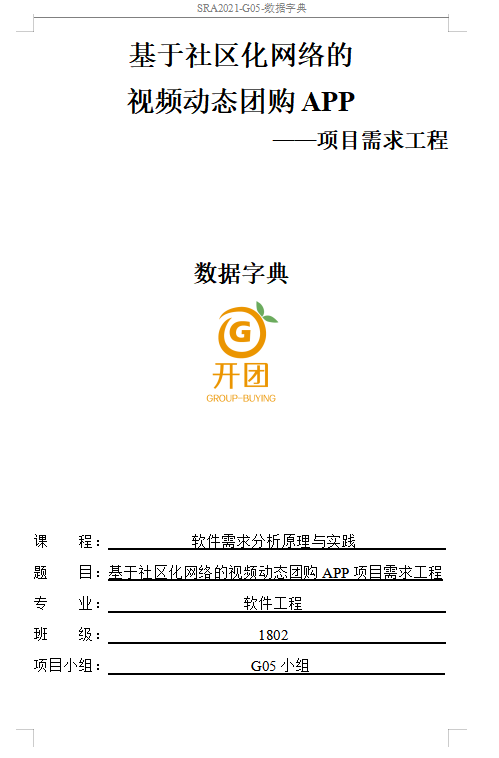 SRA2021-G05-数据字典
基于社区化网络的
视频动态团购 APP
——项目需求工程
数据字典
G
开团
GROUP-BUYING
课 程： 软件需求分析原理与实践
题 目：基于社区化网络的视频动态团购 APP 项目需求工程
专 业： 软件工程
班 级： 1802
项目小组： G05 小组